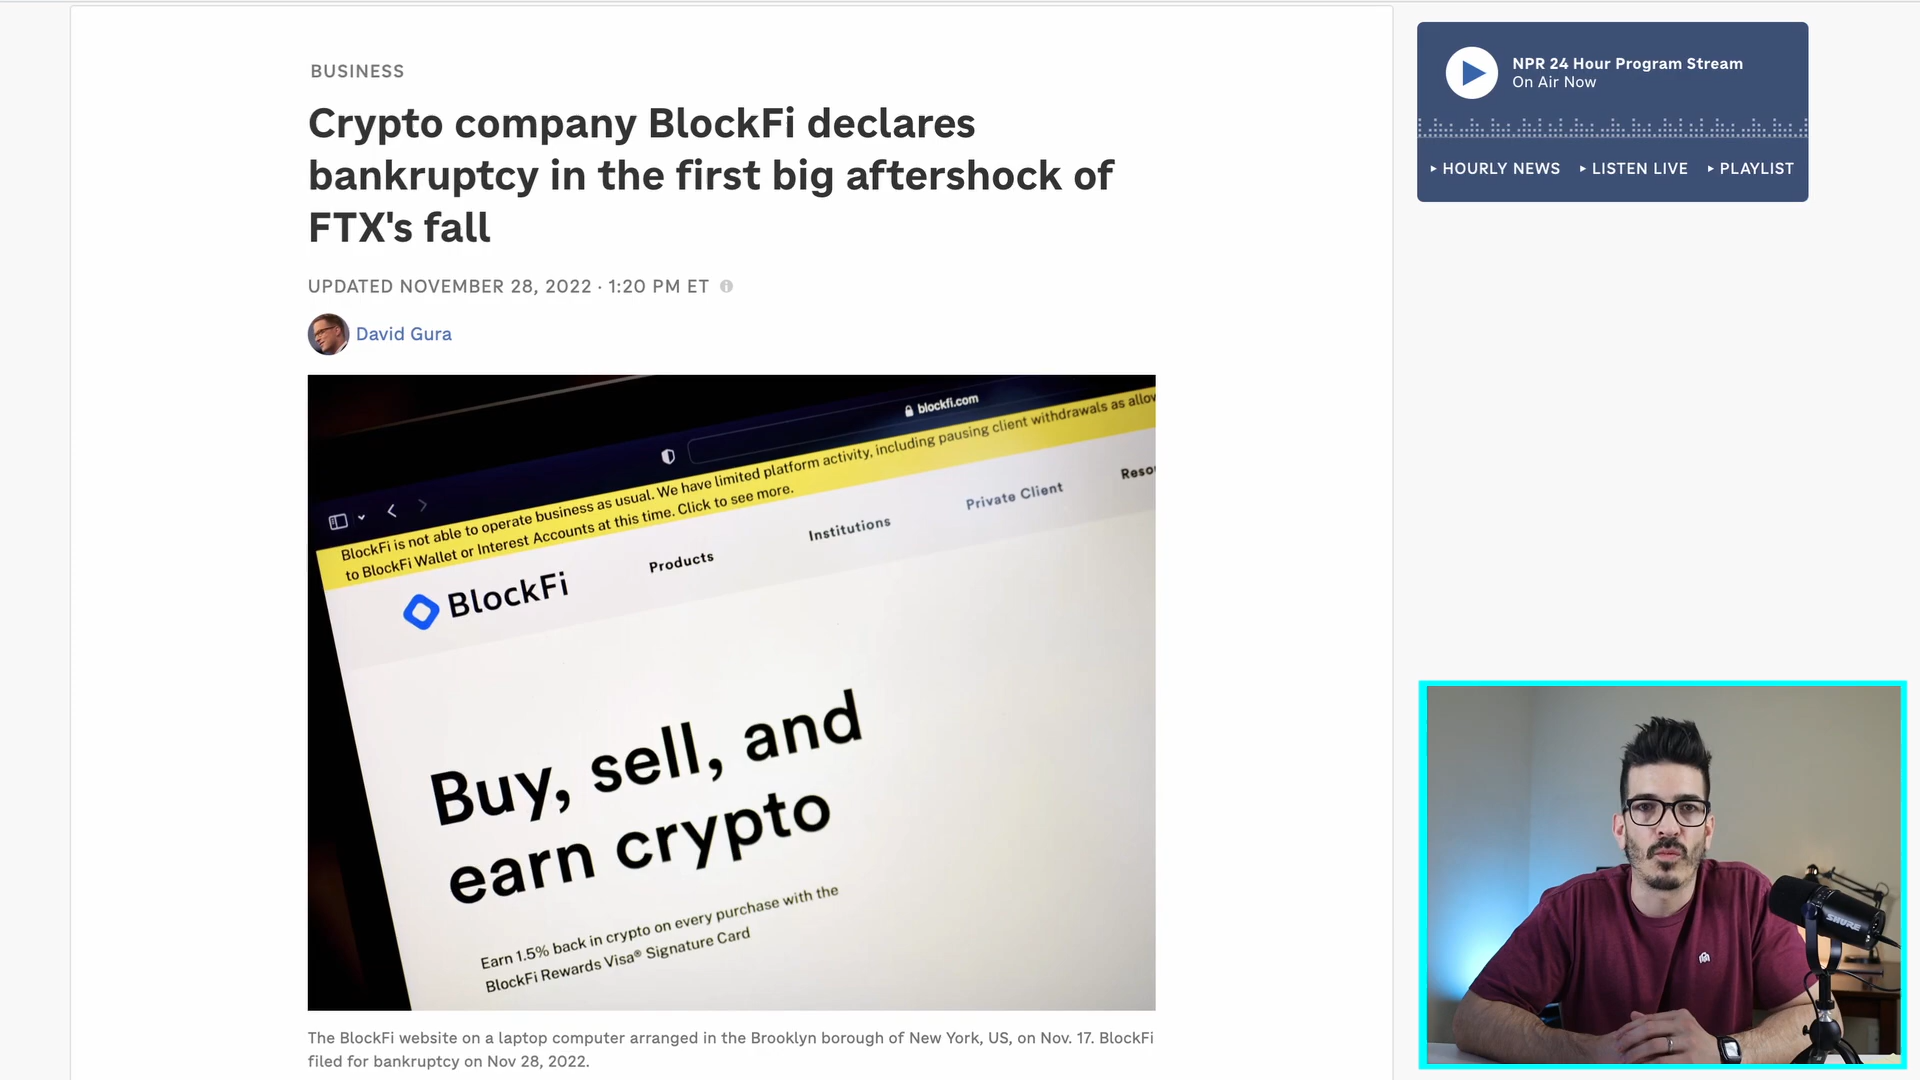 BUSINESS
Crypto company BlockFi declares
bankruptcy in the first big aftershock of
FTX's fall
UPDATED NOVEMBER 28, 2022 · 1:20 PM ET
David Gura
blockfi.com
BlockFi is not able to operate business as usual. We have limited platform activity, including pausing client withdrawals as
to BlockFi Wallet or Interest Accounts at this time. Click to see more.
BlockFi
Products
Institutions
Private Client
Buy, sell, and
earn crypto
Earn 1.5% back in crypto on every purchase with the
BlockFi Rewards Visa® Signature Card
The BlockFi website on a laptop computer arranged in the Brooklyn borough of New York, US, on Nov. 17. BlockFi
filed for bankruptcy on Nov 28, 2022.
NPR 24 Hour Program Stream
On Air Now
HOURLY NEWS
LISTEN LIVE
PLAYLIST
SHURE